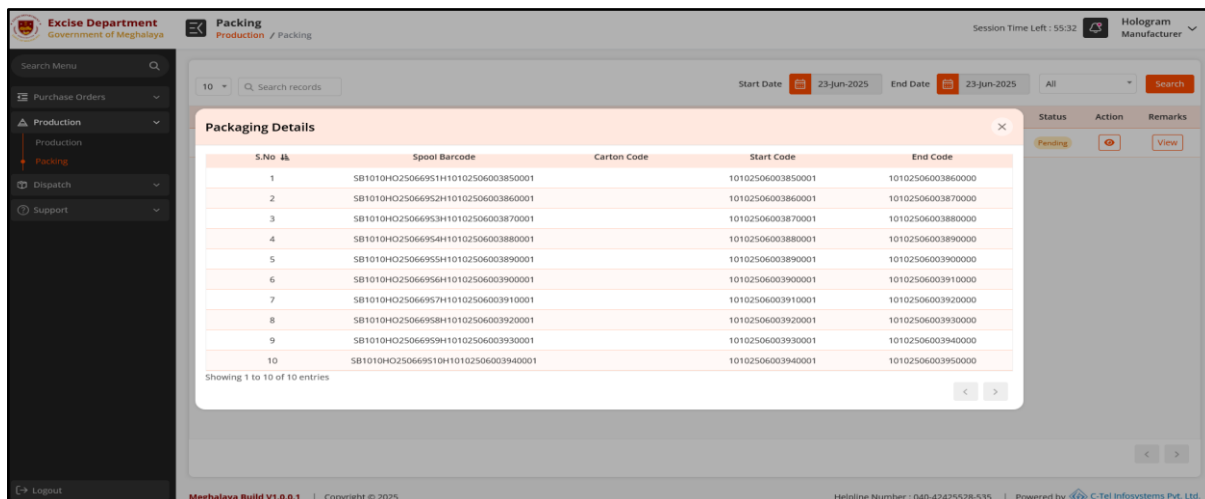 Excise Department
Government of Meghalaya
Packing
Production / Packing
Session Time Left : 55:32
Hologram
Manufacturer
Search Menu
Purchase Orders
Production
Production
Packing
Dispatch
Support
Logout
10
Search records
Start Date
23-Jun-2025
End Date
23-Jun-2025
All
Search
Status Action Remarks
Pending
View
Packaging Details
S.No Spool Barcode Carton Code Start Code End Code
1 SB1010HO250669S1H10102506003850001 10102506003850001 10102506003860000
2 SB1010HO250669S2H10102506003860001 10102506003860001 10102506003870000
3 SB1010HO250669S3H10102506003870001 10102506003870001 10102506003880000
4 SB1010HO250669S4H10102506003880001 10102506003880001 10102506003890000
5 SB1010HO250669S5H10102506003890001 10102506003890001 10102506003900000
6 SB1010HO250669S6H10102506003900001 10102506003900001 10102506003910000
7 SB1010HO250669S7H10102506003910001 10102506003910001 10102506003920000
8 SB1010HO250669S8H10102506003920001 10102506003920001 10102506003930000
9 SB1010HO250669S9H10102506003930001 10102506003930001 10102506003940000
10 SB1010HO250669S10H10102506003940001 10102506003940001 10102506003950000
Showing 1 to 10 of 10 entries
Meghalaya Build V1.0.0.1 | Copyright © 2025
Helpline Number : 040-42425528-535 | Powered by C-Tel Infosystems Pvt. Ltd.